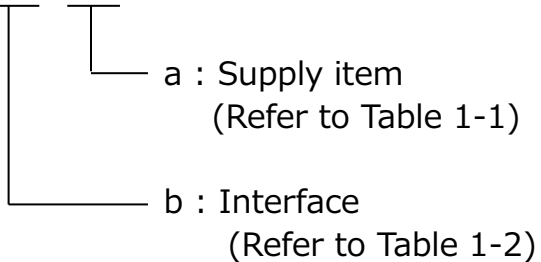 a : Supply item
(Refer to Table 1-1)
b : Interface
(Refer to Table 1-2)